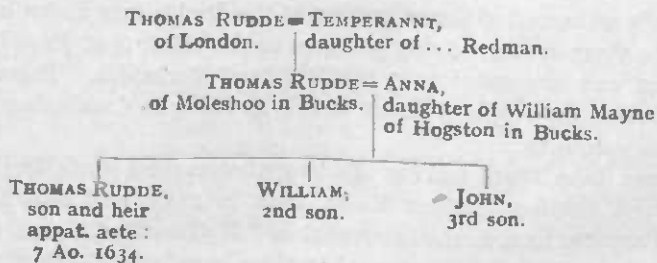 THOMAS RUDDE = TEMPERANNT,
of London. daughter of ... Redman.
THOMAS RUDDE = ANNA,
of Moleshoo in Bucks. daughter of William Mayne
of Hogston in Bucks.
THOMAS RUDDE, WILLIAM, JOHN,
son and heir 2nd son. 3rd son.
appat. aete :
7 Ao. 1634.